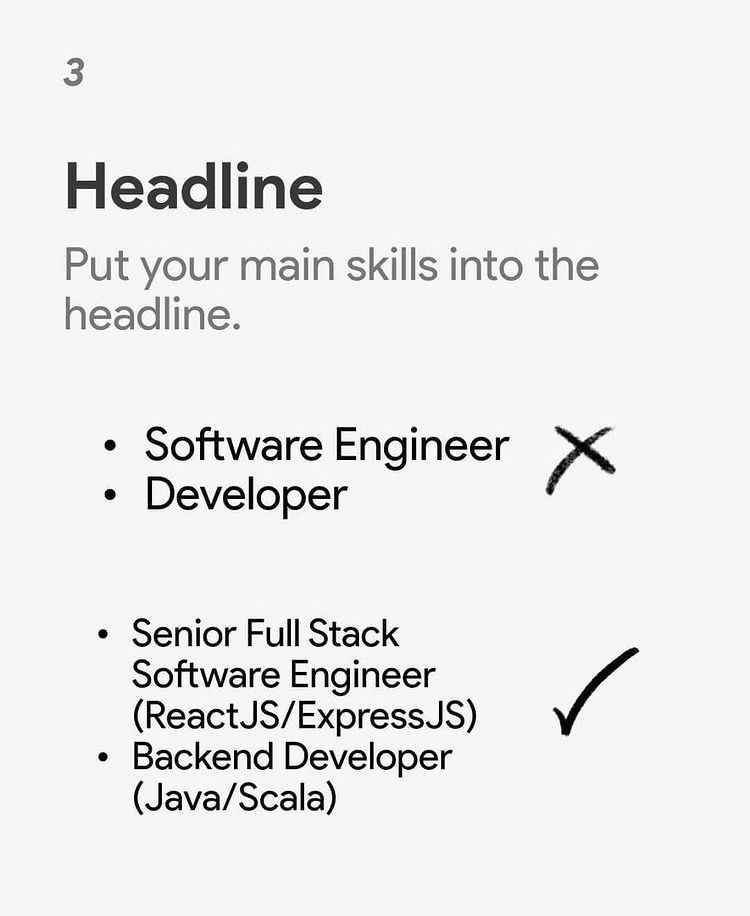 3
Headline
Put your main skills into the
headline.
• Software Engineer
• Developer
• Senior Full Stack
Software Engineer
(ReactJS/ExpressJS)
• Backend Developer
(Java/Scala)